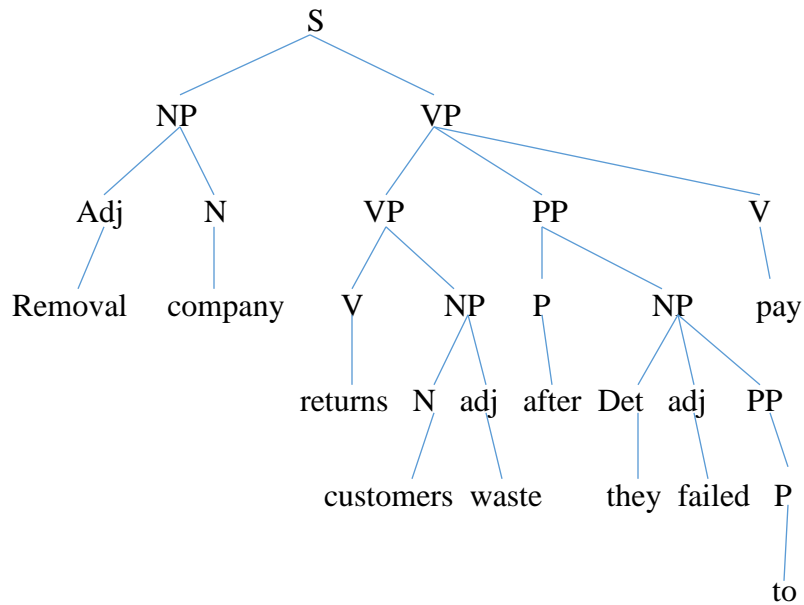 S
NP VP
Adj N VP PP V
Removal company V NP P NP pay
returns N adj after Det adj PP
customers waste they failed P
to